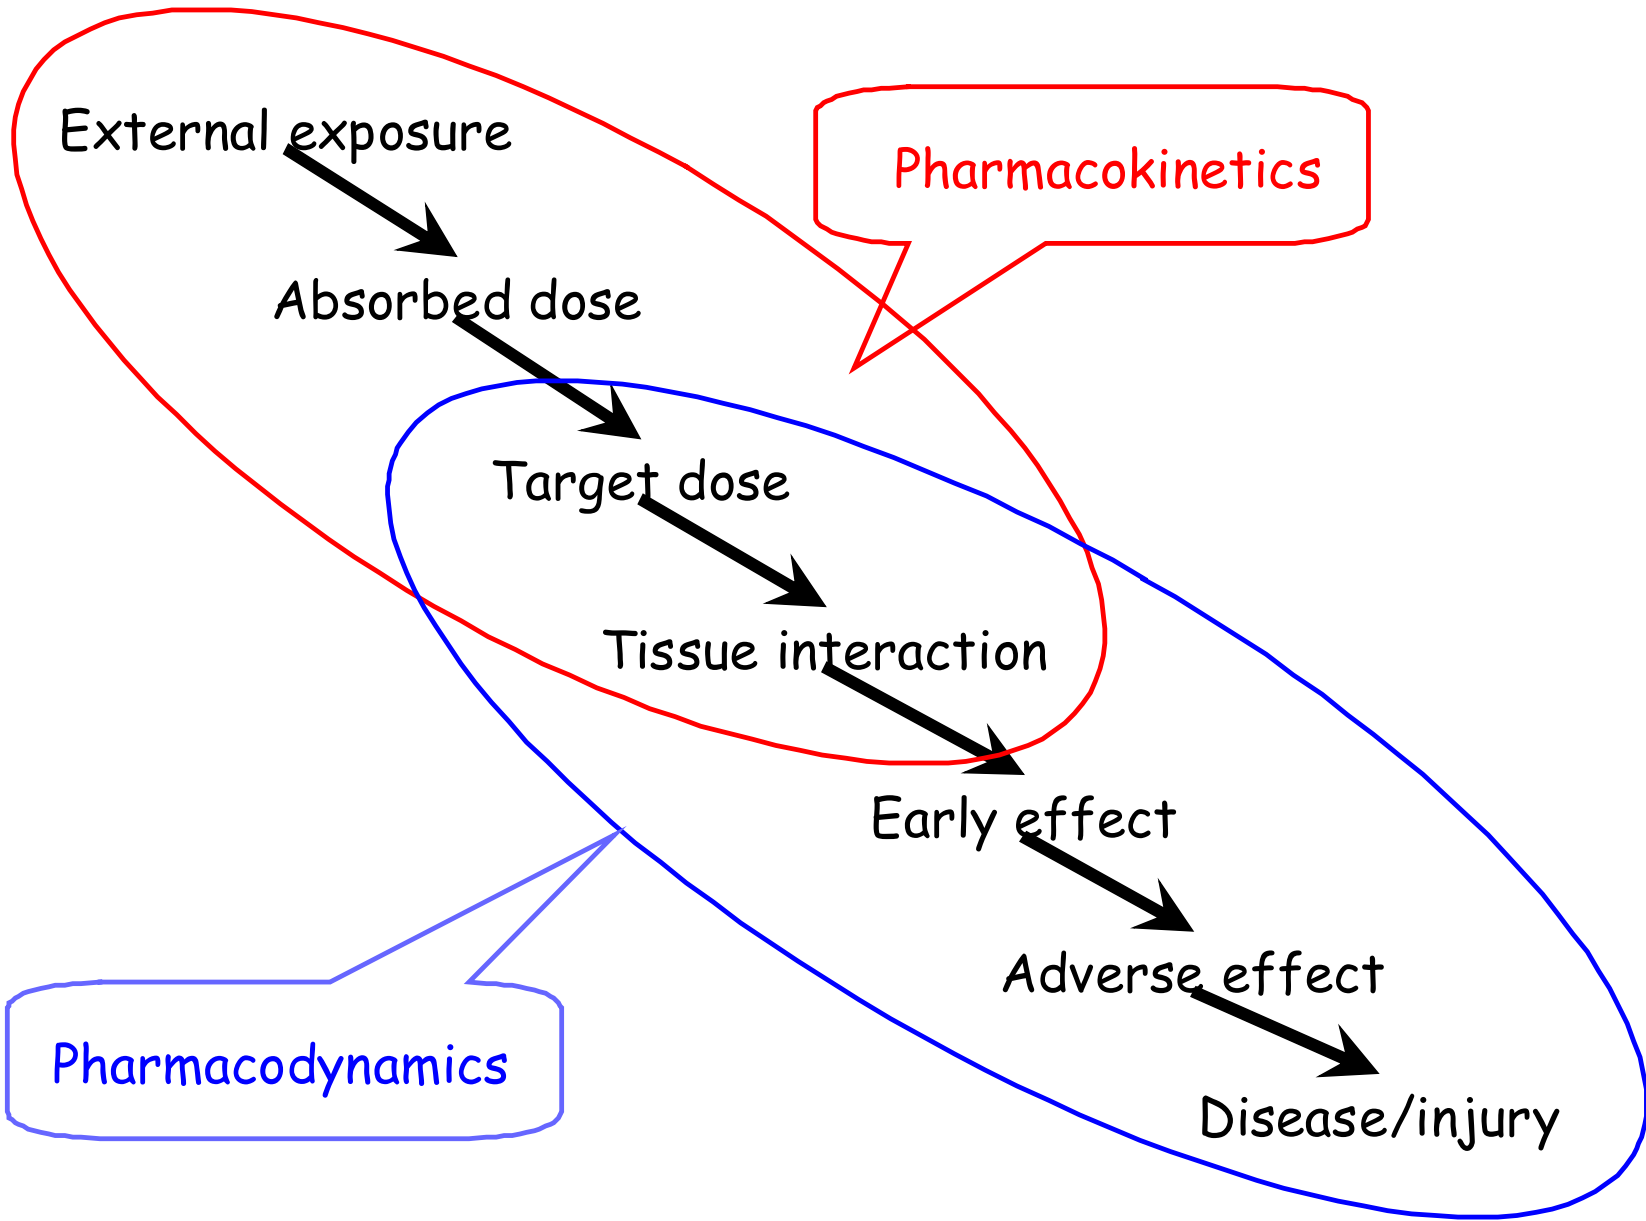 External exposure
Pharmacokinetics
Absorbed dose
Target dose
Tissue interaction
Early effect
Adverse effect
Pharmacodynamics
Disease/injury